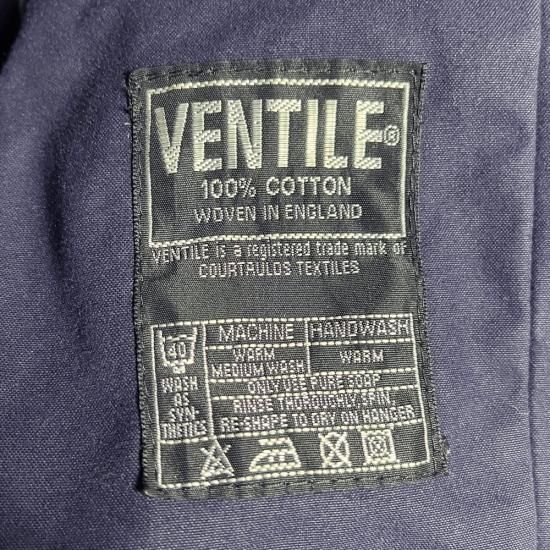 VENTILE®
100% COTTON
WOVEN IN ENGLAND
VENTILE is a registered trade mark of
COURTAULDS TEXTILES
40
WASH
AS
SYN-
THETICS
MACHINE HANDWASH
WARM
MEDIUM WASH
WARM
ONLY USE PURE SOAP
RINSE THOROUGHLY. SPIN.
RE-SHAPE TO DRY ON HANGER